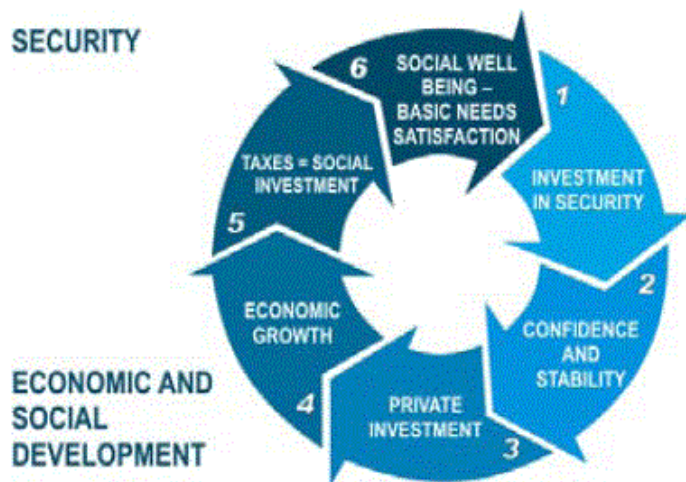 SECURITY
6
SOCIAL WELL
BEING –
BASIC NEEDS
SATISFACTION
1
INVESTMENT
IN SECURITY
2
CONFIDENCE
AND
STABILITY
3
PRIVATE
INVESTMENT
4
ECONOMIC
GROWTH
5
TAXES = SOCIAL
INVESTMENT
ECONOMIC AND
SOCIAL
DEVELOPMENT